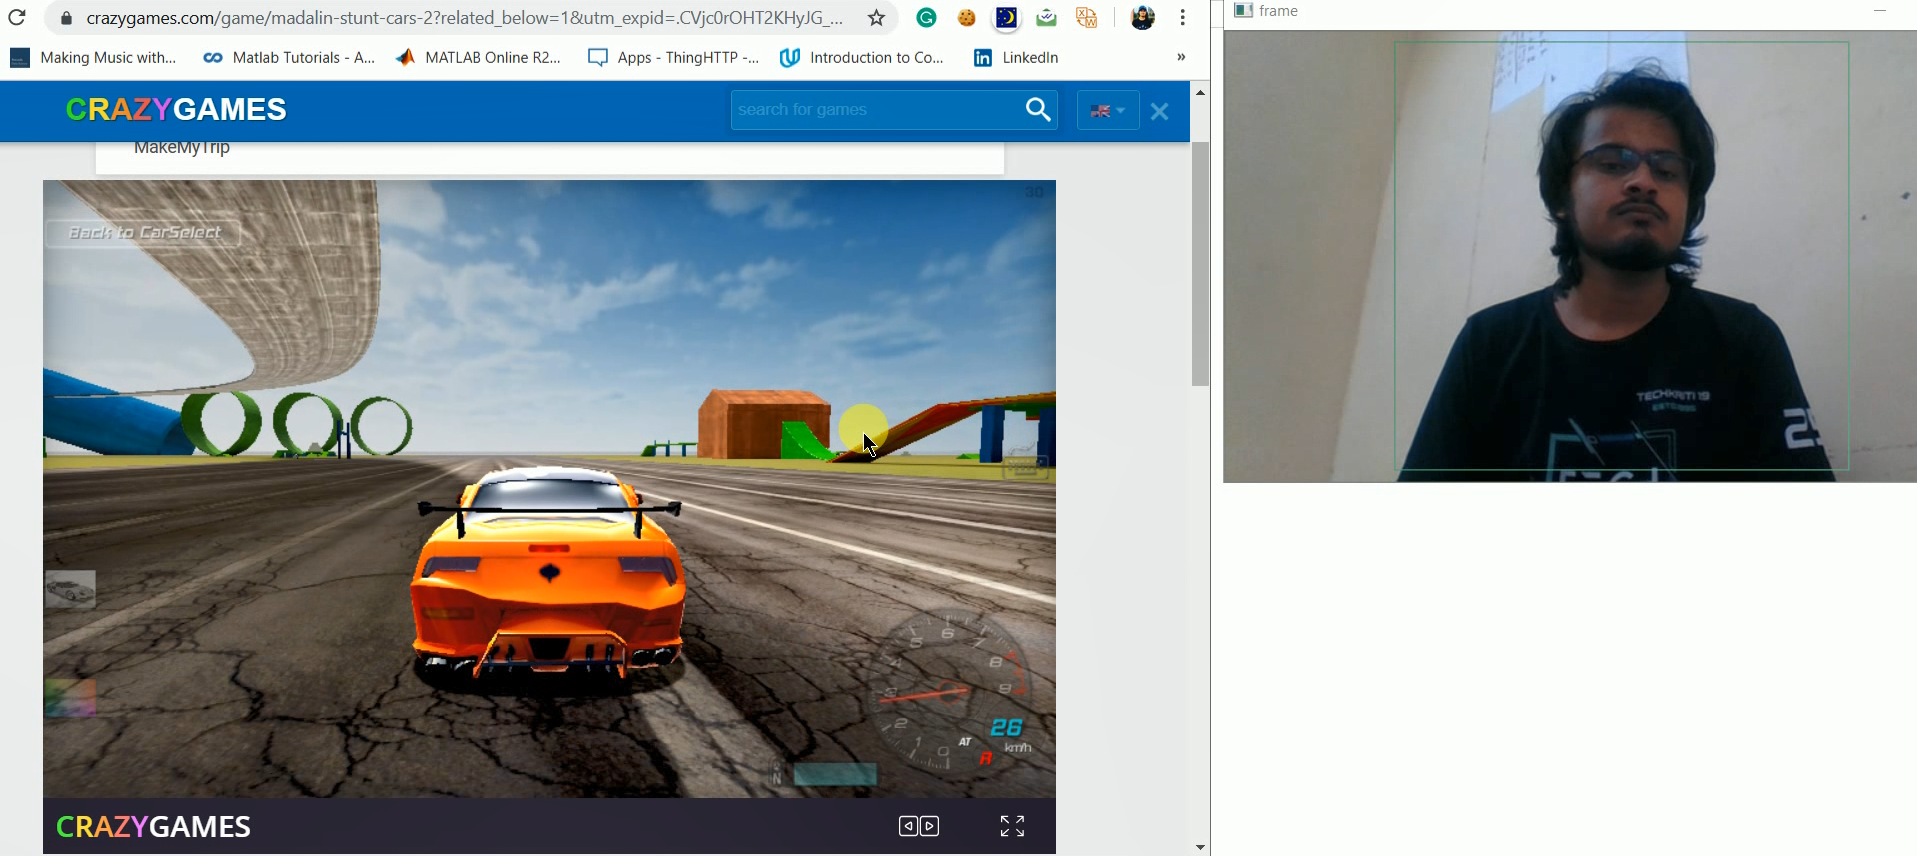 crazygames.com/game/madalin-stunt-cars-2?related_below=1&utm_expid=.CVjc0rOHT2KHyJG_...
Making Music with...
Matlab Tutorials - A...
MATLAB Online R2...
Apps - ThingHTTP -...
Introduction to Co...
LinkedIn
»
CRAZYGAMES
search for games
MakeMyTrip
30
Back to CarSelect
0 1 2 3 4 5 6 7 8 9
26
km/h
AT
R
N
CRAZYGAMES
frame
TECHKRITI'19
25